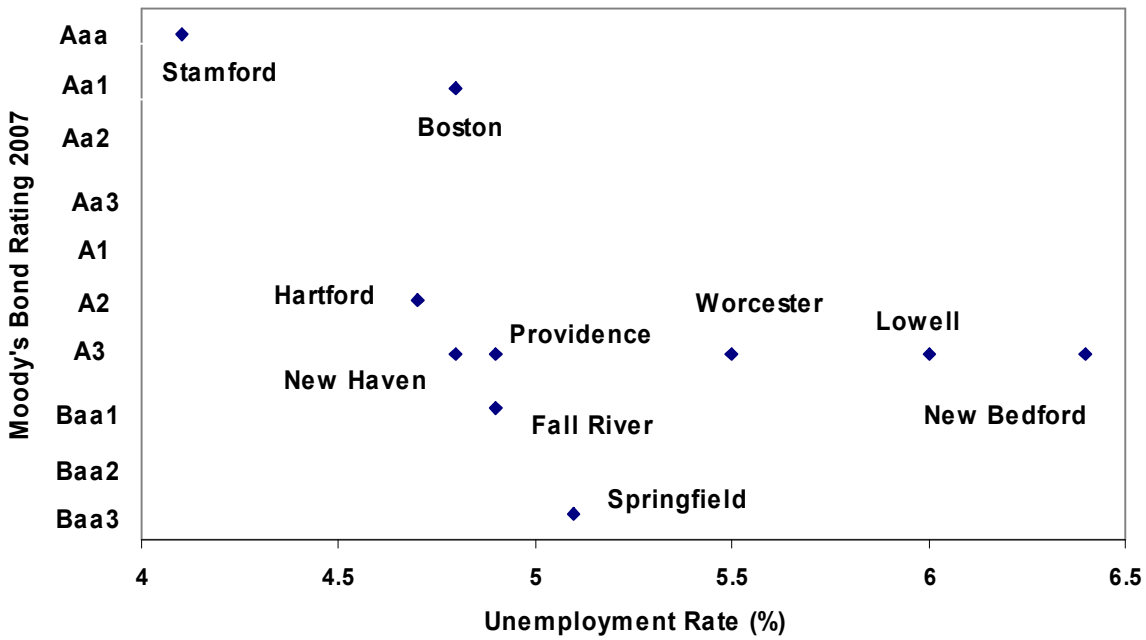 Moody's Bond Rating 2007
Aaa
Aa1
Aa2
Aa3
A1
A2
A3
Baa1
Baa2
Baa3
Stamford
Boston
Hartford
Worcester
Lowell
Providence
New Haven
New Bedford
Fall River
Springfield
4
4.5
5
5.5
6
6.5
Unemployment Rate (%)